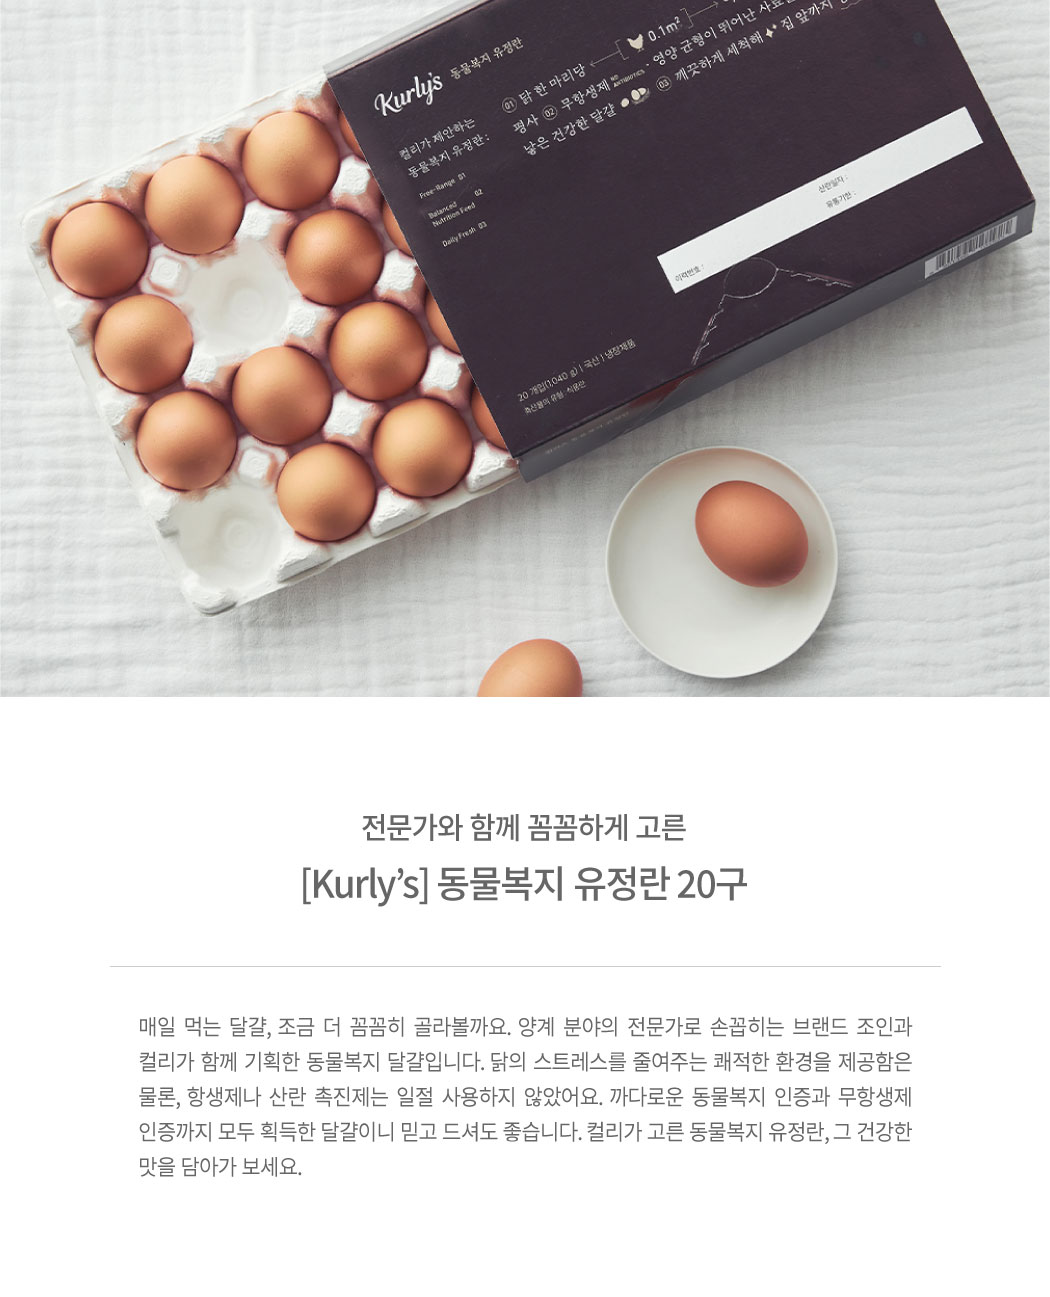 Kurly's 동물복지 유정란
컬리가 제안하는
동물복지 유정란 :
Free-Range 01
Balanced
Nutrition Feed 02
Daily Fresh 03
01 닭 한 마리당 0.1m²
평사 02 무항생제 NO ANTIBIOTICS · 영양 균형이 뛰어난 사료를
낳은 건강한 달걀 03 깨끗하게 세척해 집 앞까지
산란일자 :
유통기한 :
이력번호 :
20 개입(1,040 g) | 국산 | 냉장제품
축산물의 유형 : 식용란
전문가와 함께 꼼꼼하게 고른
[Kurly’s] 동물복지 유정란 20구
매일 먹는 달걀, 조금 더 꼼꼼히 골라볼까요. 양계 분야의 전문가로 손꼽히는 브랜드 조인과
컬리가 함께 기획한 동물복지 달걀입니다. 닭의 스트레스를 줄여주는 쾌적한 환경을 제공함은
물론, 항생제나 산란 촉진제는 일절 사용하지 않았어요. 까다로운 동물복지 인증과 무항생제
인증까지 모두 획득한 달걀이니 믿고 드셔도 좋습니다. 컬리가 고른 동물복지 유정란, 그 건강한
맛을 담아가 보세요.